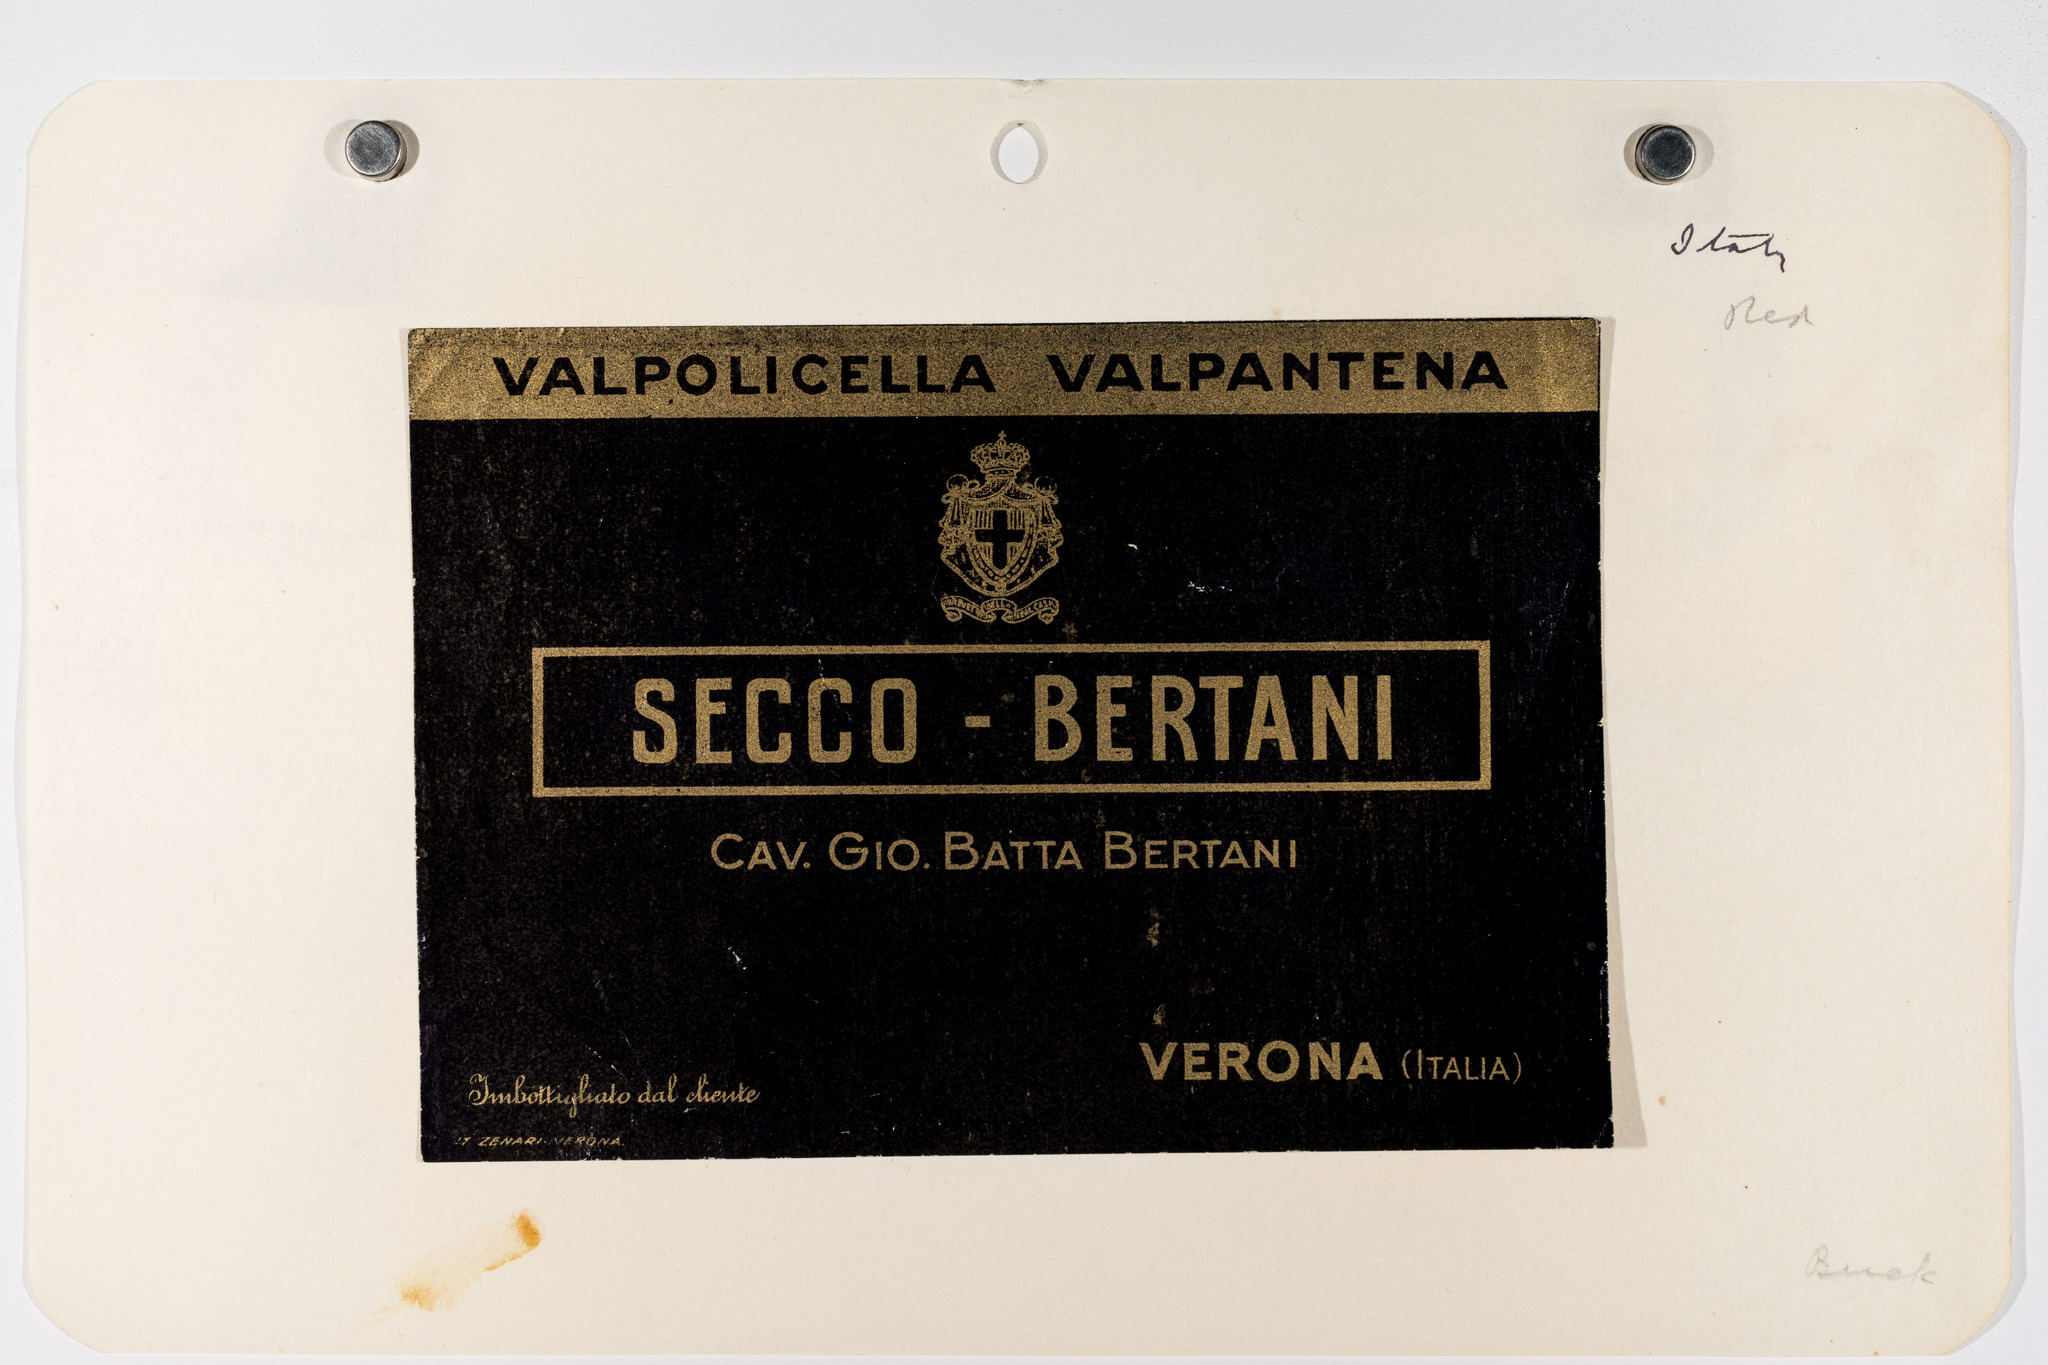 Italy
Red
VALPOLICELLA VALPANTENA
SECCO - BERTANI
CAV. GIO. BATTA BERTANI
VERONA (ITALIA)
Imbottigliato dal cliente
ZENARI - VERONA